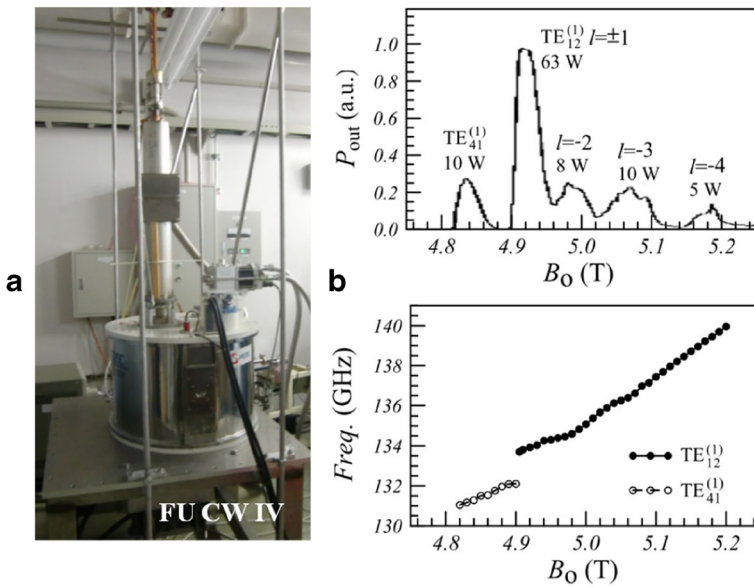 a
FU CW IV
b
P_out (a.u.)
1.0
0.8
0.6
0.4
0.2
0.0
TE_41^(1)
10 W
TE_12^(1) l=±1
63 W
l=-2
8 W
l=-3
10 W
l=-4
5 W
4.8 4.9 5.0 5.1 5.2
B_o (T)
Freq. (GHz)
140
138
136
134
132
130
TE_12^(1)
TE_41^(1)
4.8 4.9 5.0 5.1 5.2
B_o (T)